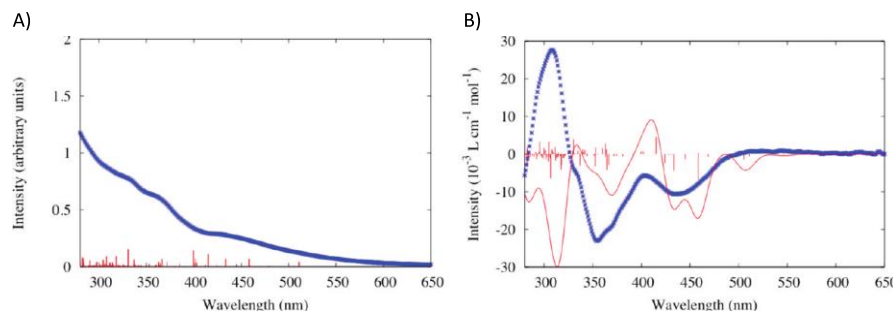 A)
Intensity (arbitrary units)
2
1.5
1
0.5
0
300 350 400 450 500 550 600 650
Wavelength (nm)
B)
Intensity (10⁻³ L cm⁻¹ mol⁻¹)
30
20
10
0
-10
-20
-30
300 350 400 450 500 550 600 650
Wavelength (nm)